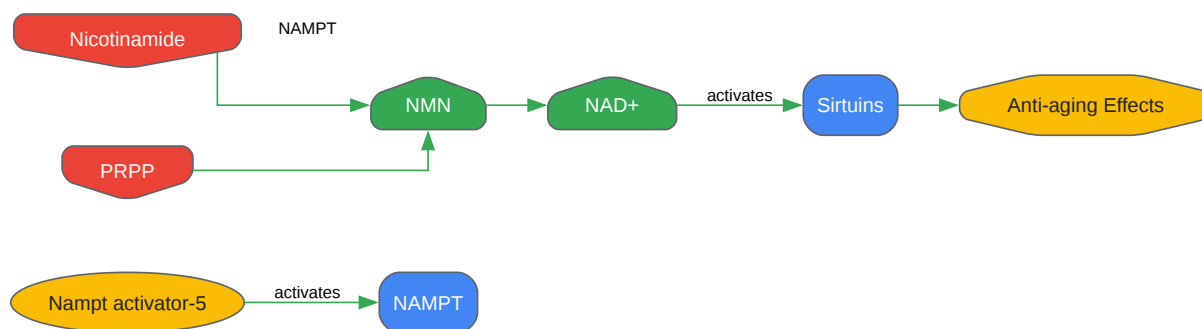 Nicotinamide
NAMPT
NMN
NAD+
activates
Sirtuins
Anti-aging Effects
PRPP
Nampt activator-5
activates
NAMPT